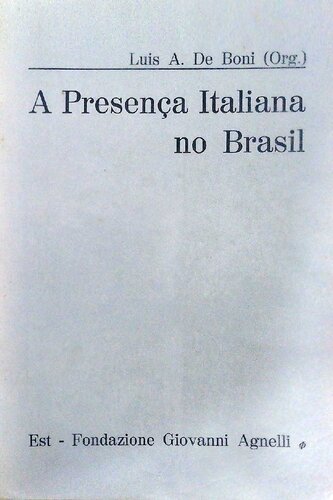 Luis A. De Boni (Org.)
A Presença Italiana
no Brasil
Est - Fondazione Giovanni Agnelli